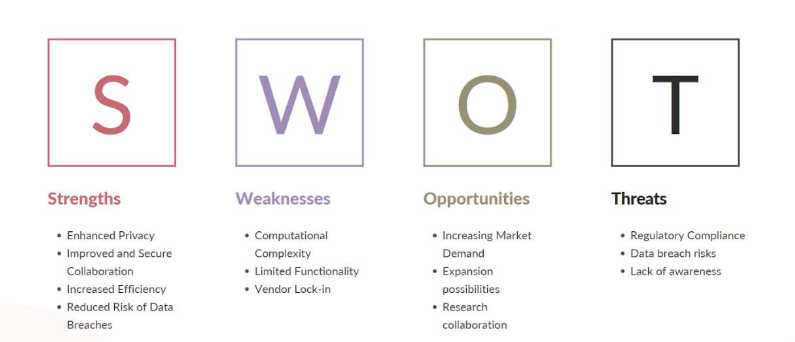 S
W
O
T
Strengths
• Enhanced Privacy
• Improved and Secure
Collaboration
• Increased Efficiency
• Reduced Risk of Data
Breaches
Weaknesses
• Computational
Complexity
• Limited Functionality
• Vendor Lock-in
Opportunities
• Increasing Market
Demand
• Expansion
possibilities
• Research
collaboration
Threats
• Regulatory Compliance
• Data breach risks
• Lack of awareness